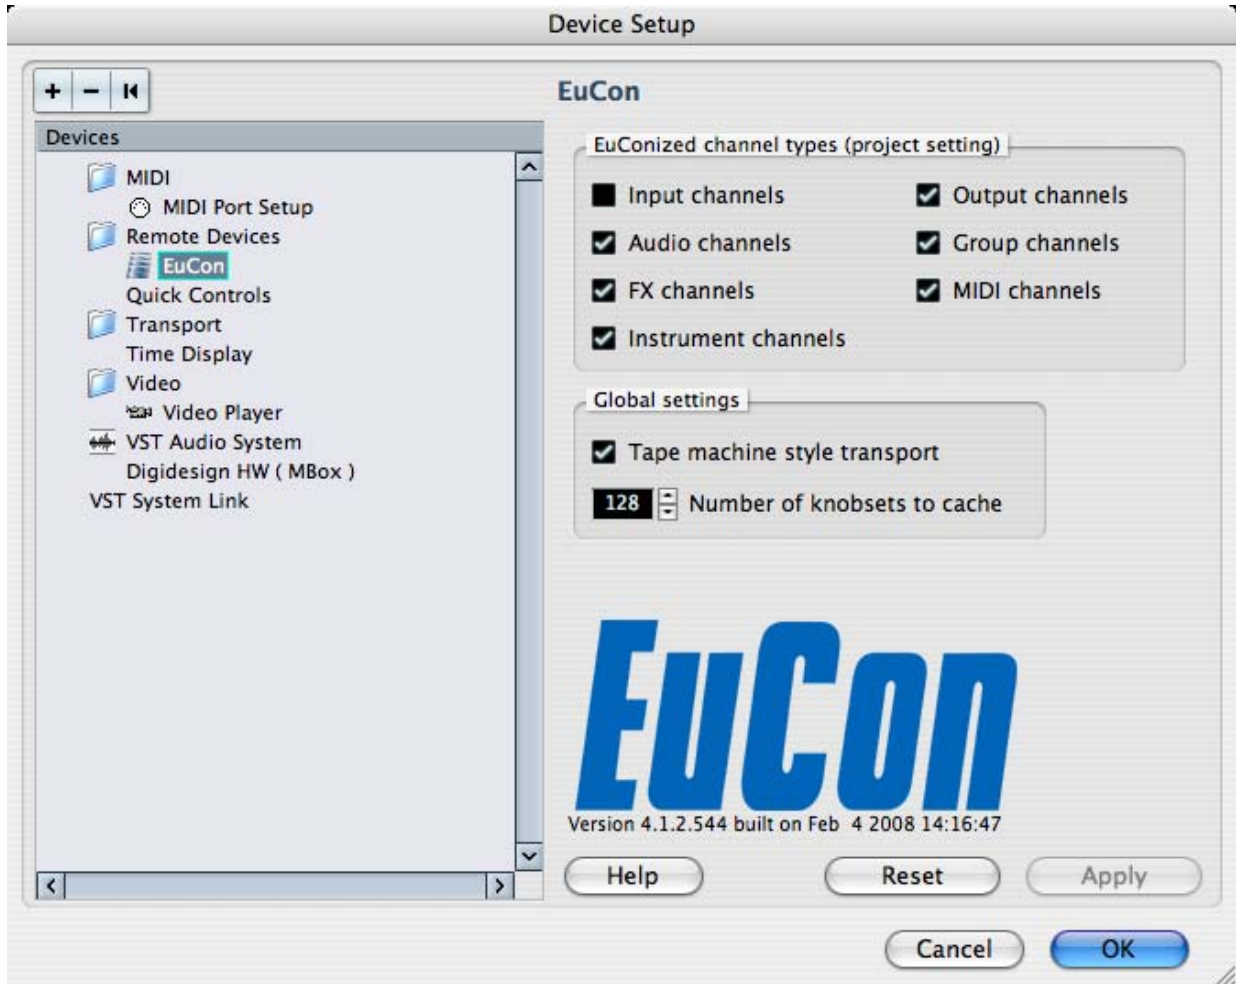 Device Setup
+ −
Devices
MIDI
MIDI Port Setup
Remote Devices
EuCon
Quick Controls
Transport
Time Display
Video
Video Player
VST Audio System
Digidesign HW ( MBox )
VST System Link
EuCon
EuConized channel types (project setting)
Input channels
Output channels
Audio channels
Group channels
FX channels
MIDI channels
Instrument channels
Global settings
Tape machine style transport
128 Number of knobsets to cache
EuCon
Version 4.1.2.544 built on Feb 4 2008 14:16:47
Help
Reset
Apply
Cancel
OK